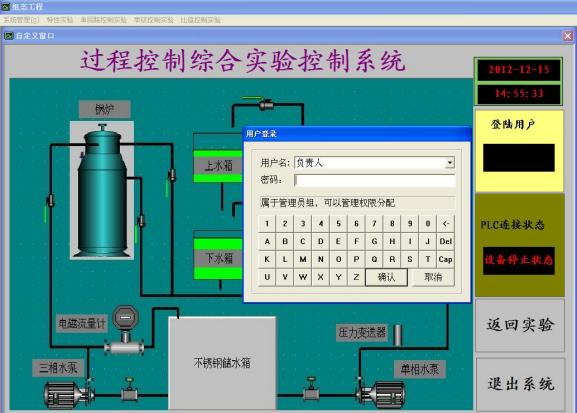 组态工程
系统管理[S] 特性实验 单回路控制实验 串级控制实验 比值控制实验
自定义窗口
过程控制综合实验控制系统
2012-12-15
14:55:33
锅炉
登陆用户
用户登录
用户名: 负责人
密码:
属于管理员组，可以管理权限分配
1 2 3 4 5 6 7 8 9 0 <-
A B C D E F G H I J Del
K L M N O P Q R S T Cap
U V W X Y Z 确认 取消
上水箱
下水箱
PLC连接状态
设备停止状态
电磁流量计
压力变送器
返回实验
三相水泵
不锈钢储水箱
单相水泵
退出系统